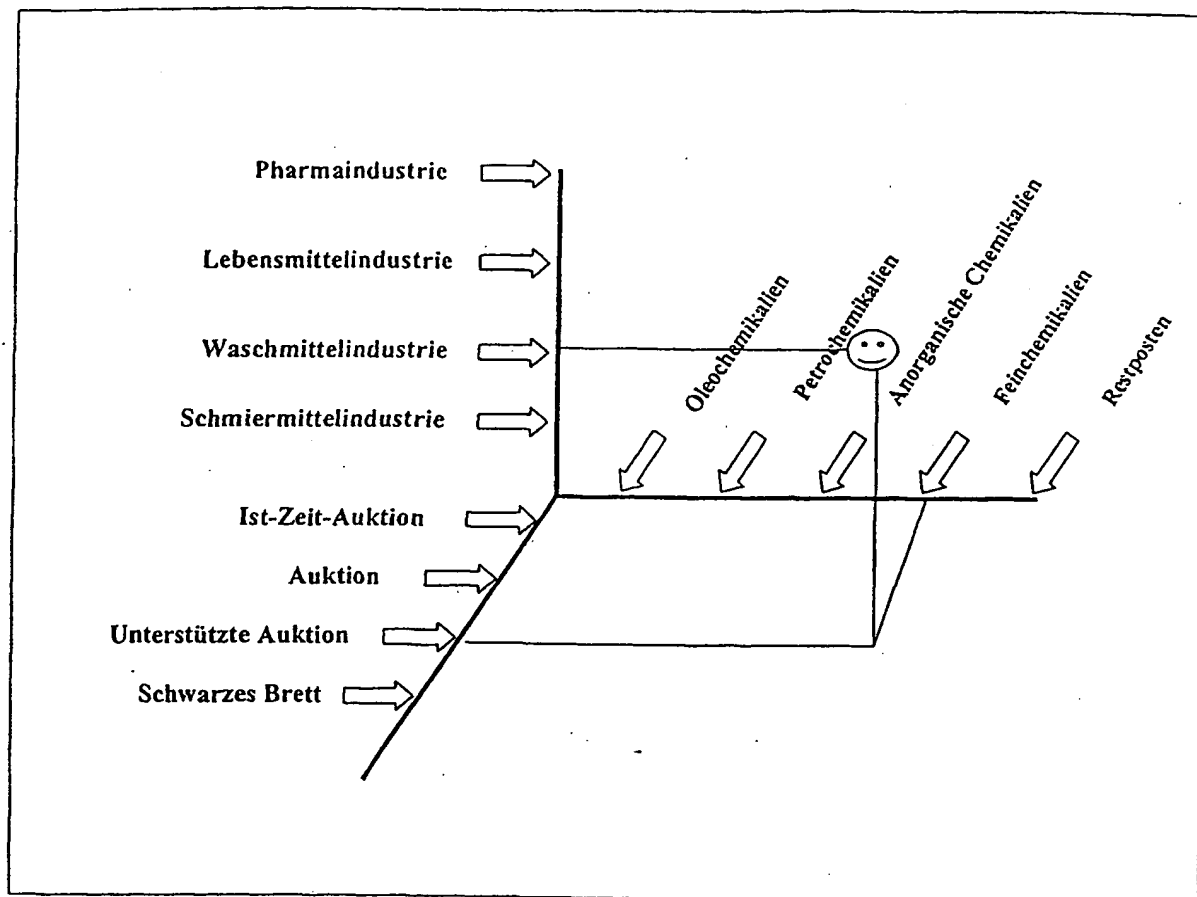 Pharmaindustrie
Lebensmittelindustrie
Waschmittelindustrie
Schmiermittelindustrie
Ist-Zeit-Auktion
Auktion
Unterstützte Auktion
Schwarzes Brett
Oleochemikalien
Petrochemikalien
Anorganische Chemikalien
Feinchemikalien
Restposten